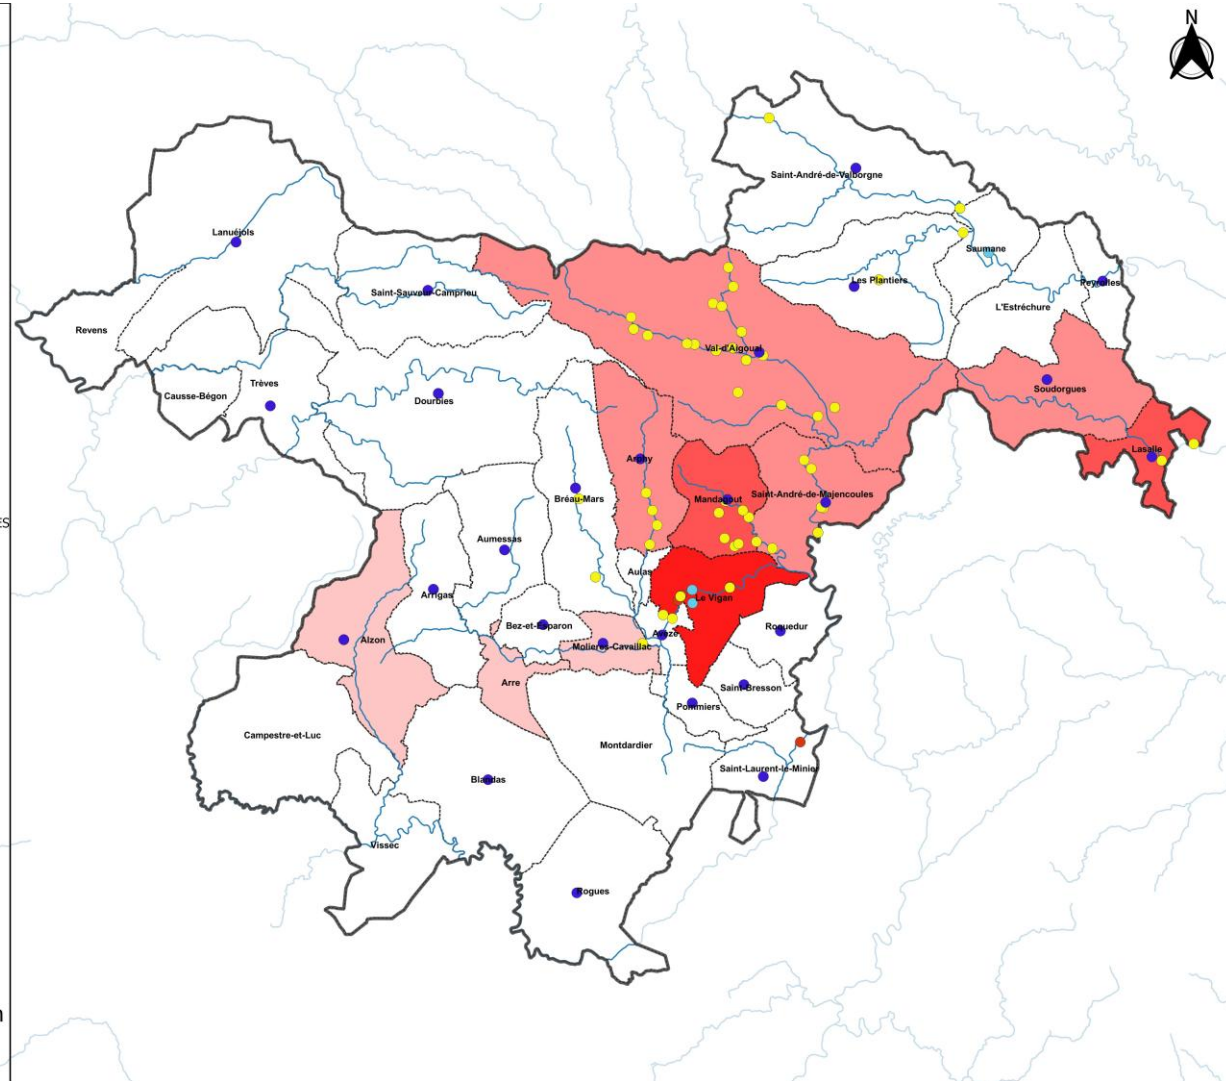 N
Saint-André-de-Valborgne
Lanuéjols
Saumane
Les Plantiers
Peyrolles
Saint-Sauveur-Camprieu
L'Estréchure
Revens
Val-d'Aigoual
Trèves
Soudorgues
Causse-Bégon
Dourbies
Lasalle
Arphy
Bréau-Mars
Mandagout
Saint-André-de-Majencoules
ES
Aumessas
Aulas
Arrigas
Le Vigan
Bez-et-Esparon
Roquedur
Avèze
Alzon
Molières-Cavaillac
Arre
Saint-Bresson
Pommiers
Campestre-et-Luc
Montdardier
Saint-Laurent-le-Minier
Blandas
Vissec
Rogues
n